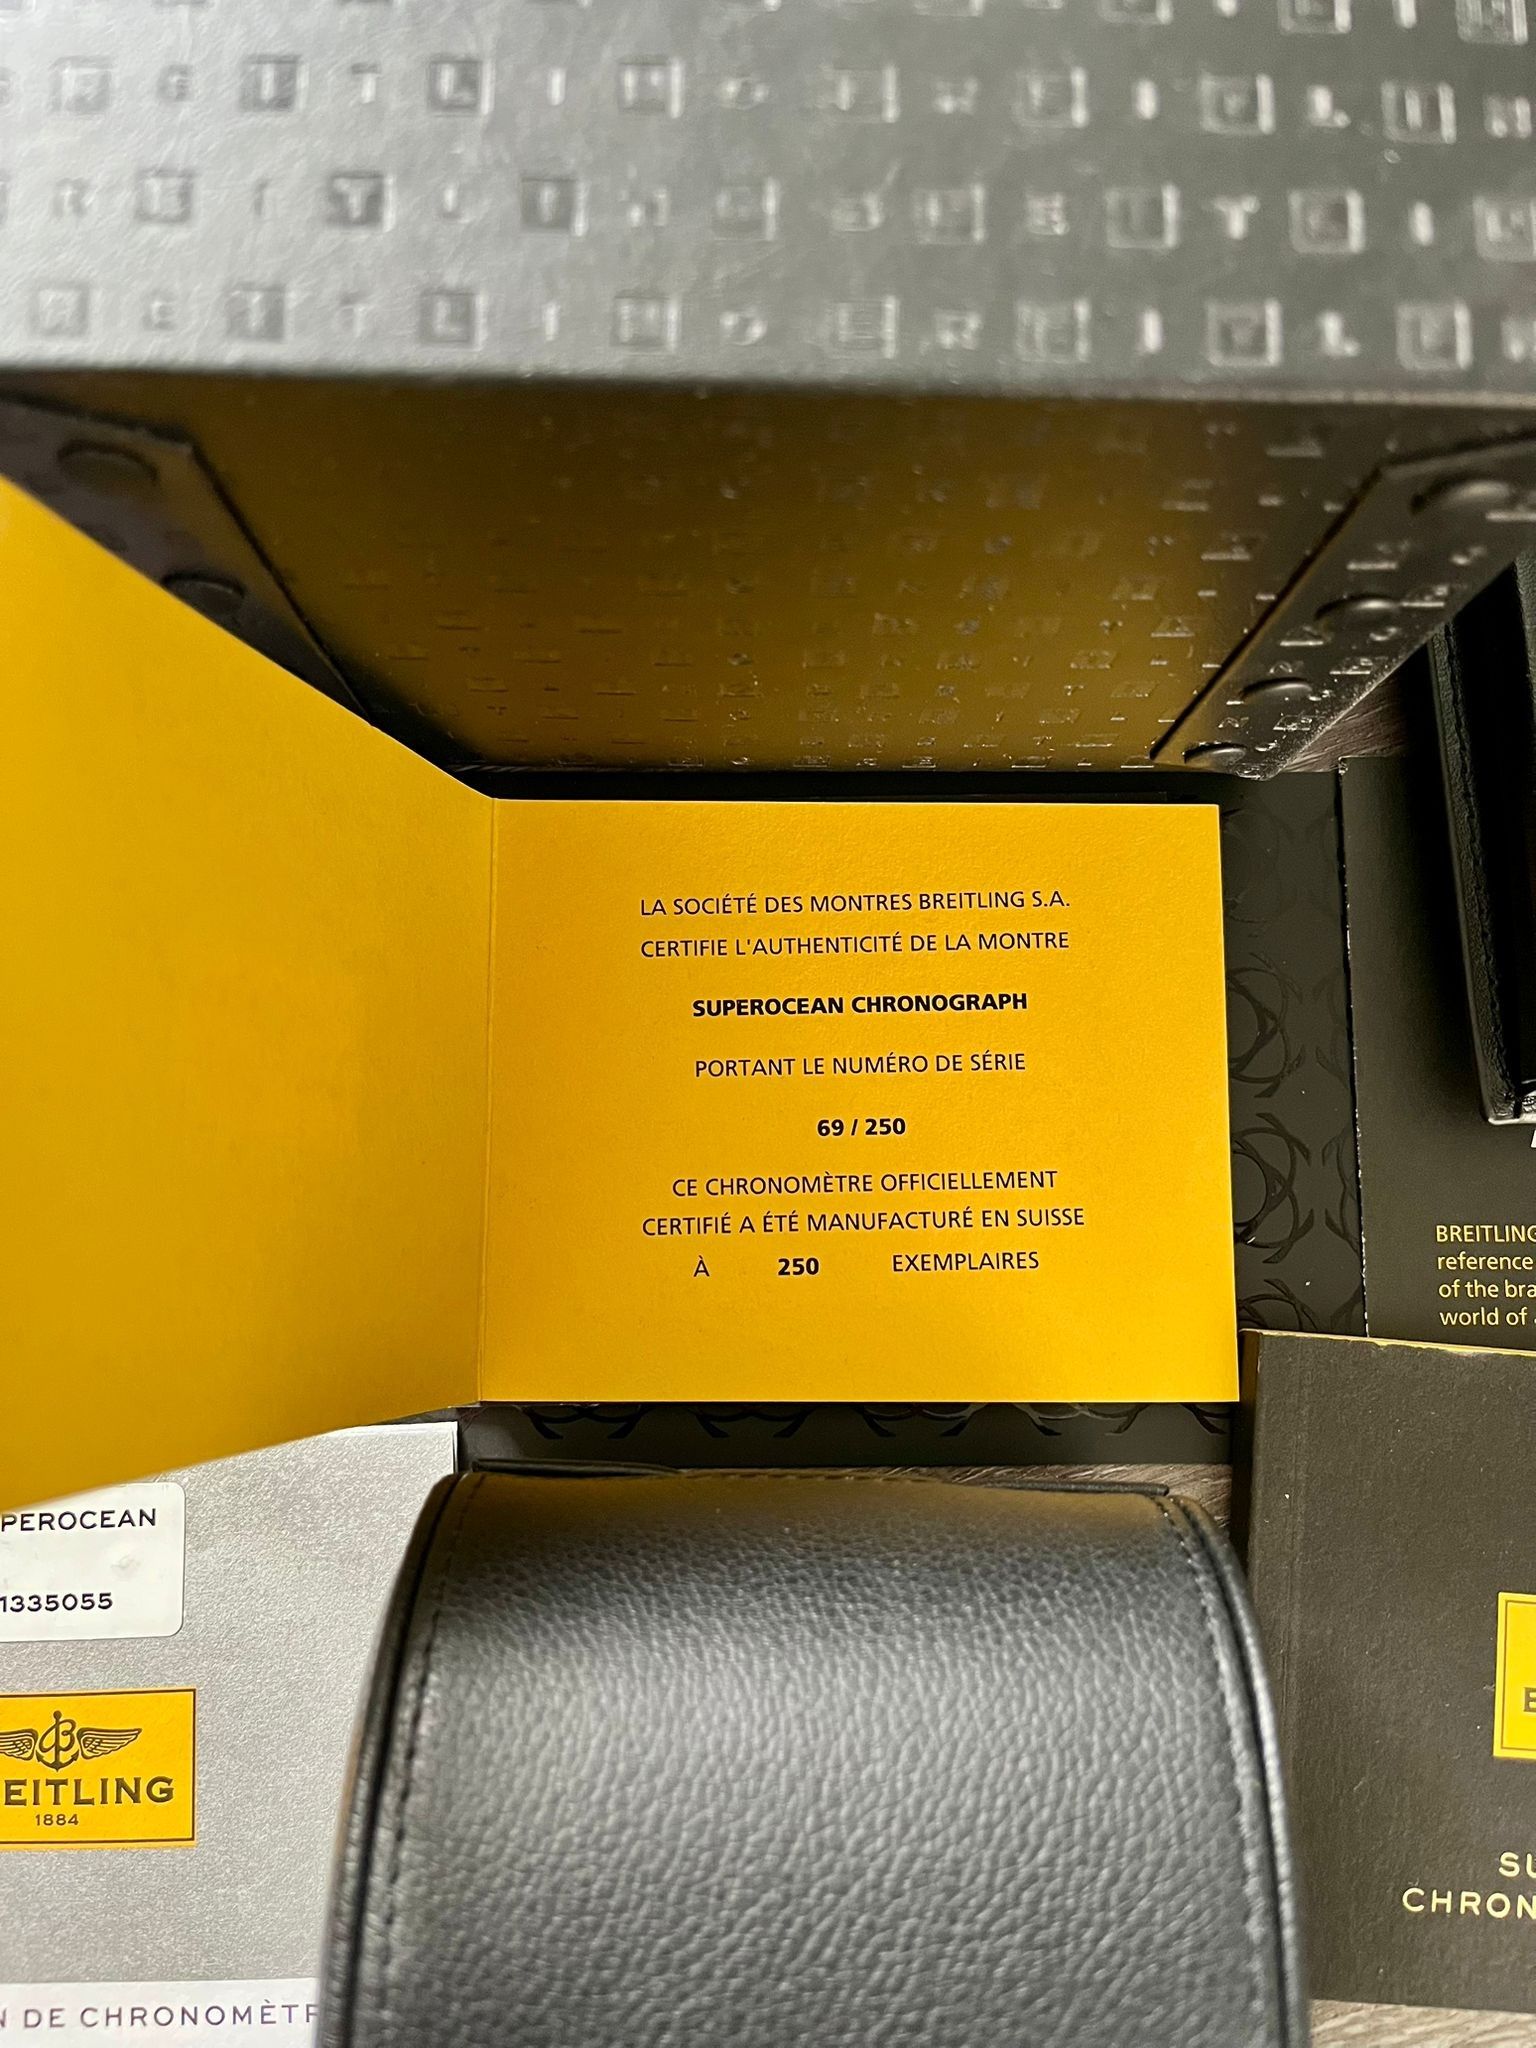 LA SOCIÉTÉ DES MONTRES BREITLING S.A.
CERTIFIE L'AUTHENTICITÉ DE LA MONTRE
SUPEROCEAN CHRONOGRAPH
PORTANT LE NUMÉRO DE SÉRIE
69 / 250
CE CHRONOMÈTRE OFFICIELLEMENT
CERTIFIÉ A ÉTÉ MANUFACTURÉ EN SUISSE
À 250 EXEMPLAIRES
BREITLING
reference
of the bra
world of
PEROCEAN
1335055
EITLING
1884
N DE CHRONOMÈTR
SU
CHRON